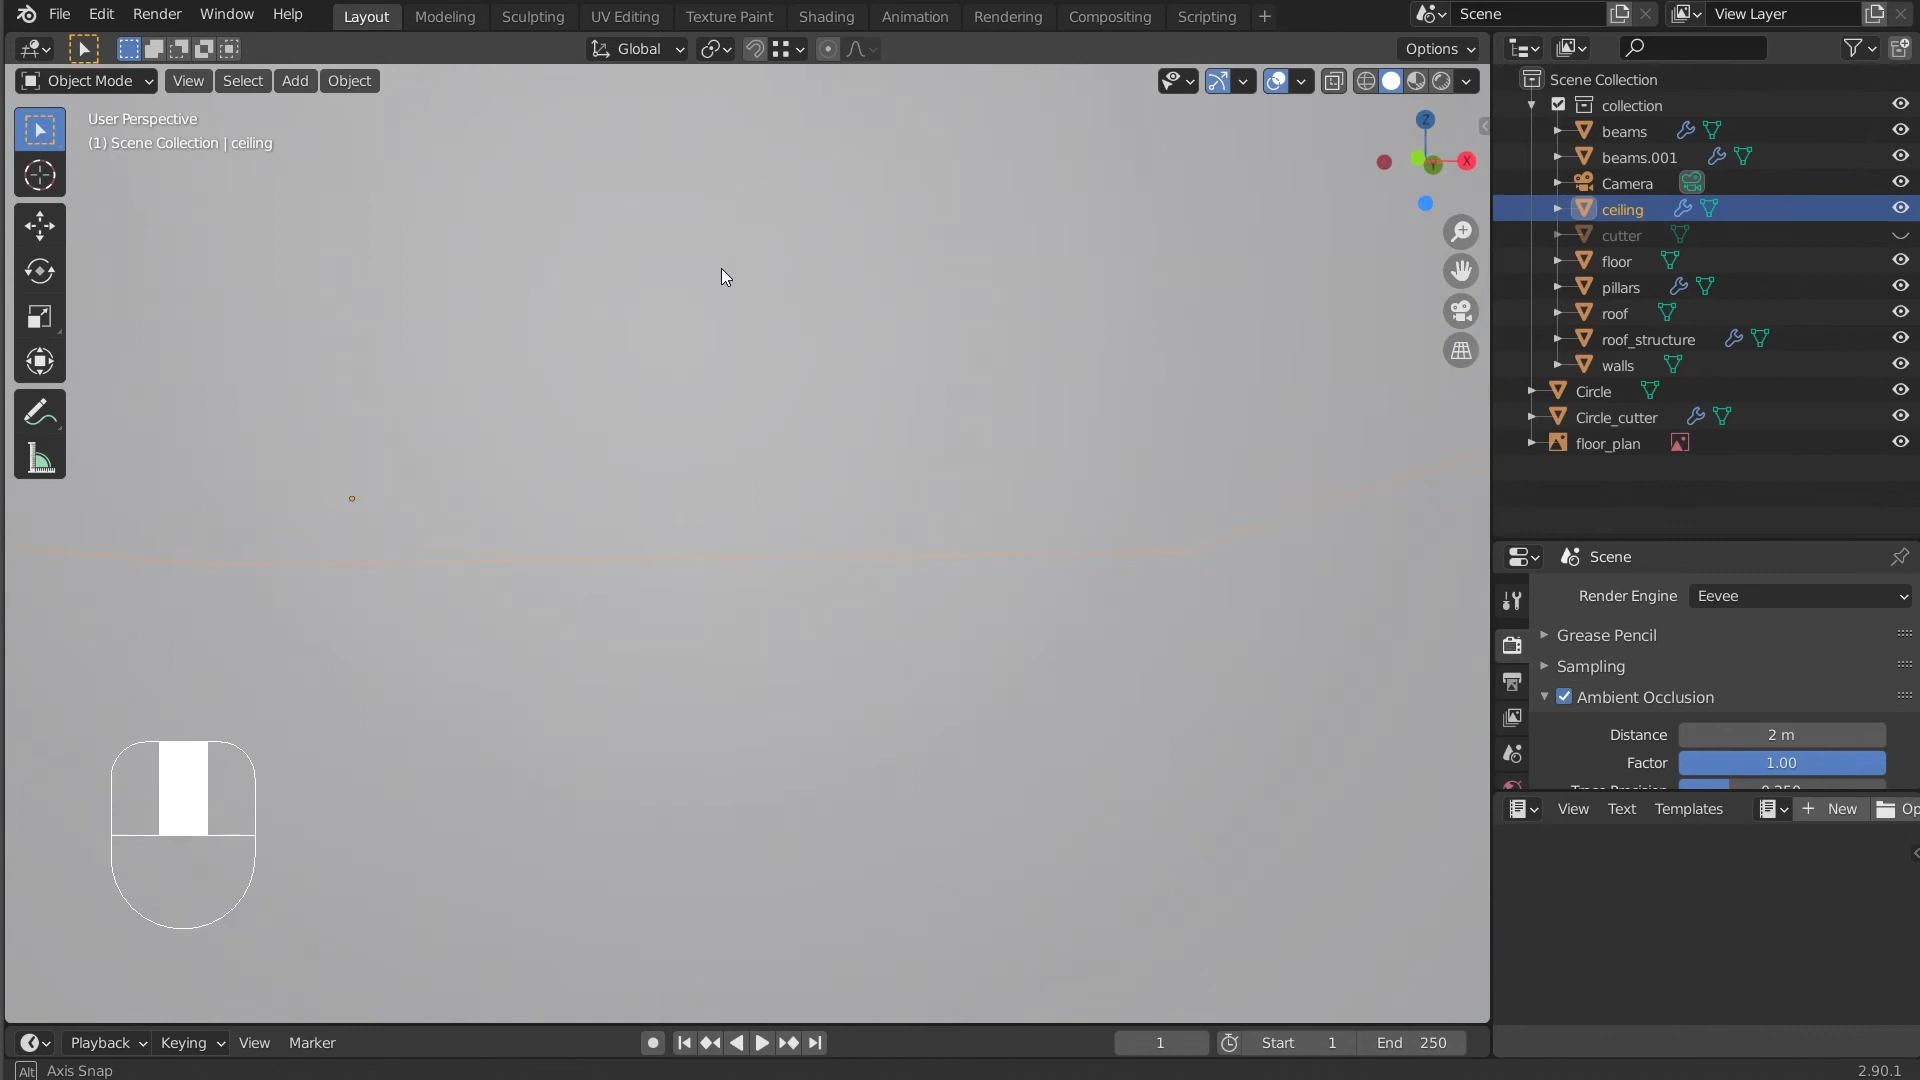 File Edit Render Window Help Layout Modeling Sculpting UV Editing Texture Paint Shading Animation Rendering Compositing Scripting Scene View Layer
Global Options
Object Mode View Select Add Object
User Perspective
(1) Scene Collection | ceiling
Z
X
Y
Scene Collection
collection
beams
beams.001
Camera
ceiling
cutter
floor
pillars
roof
roof_structure
walls
Circle
Circle_cutter
floor_plan
Scene
Render Engine Eevee
Grease Pencil
Sampling
Ambient Occlusion
Distance 2 m
Factor 1.00
View Text Templates New Op
Playback Keying View Marker 1 Start 1 End 250
Alt Axis Snap 2.90.1